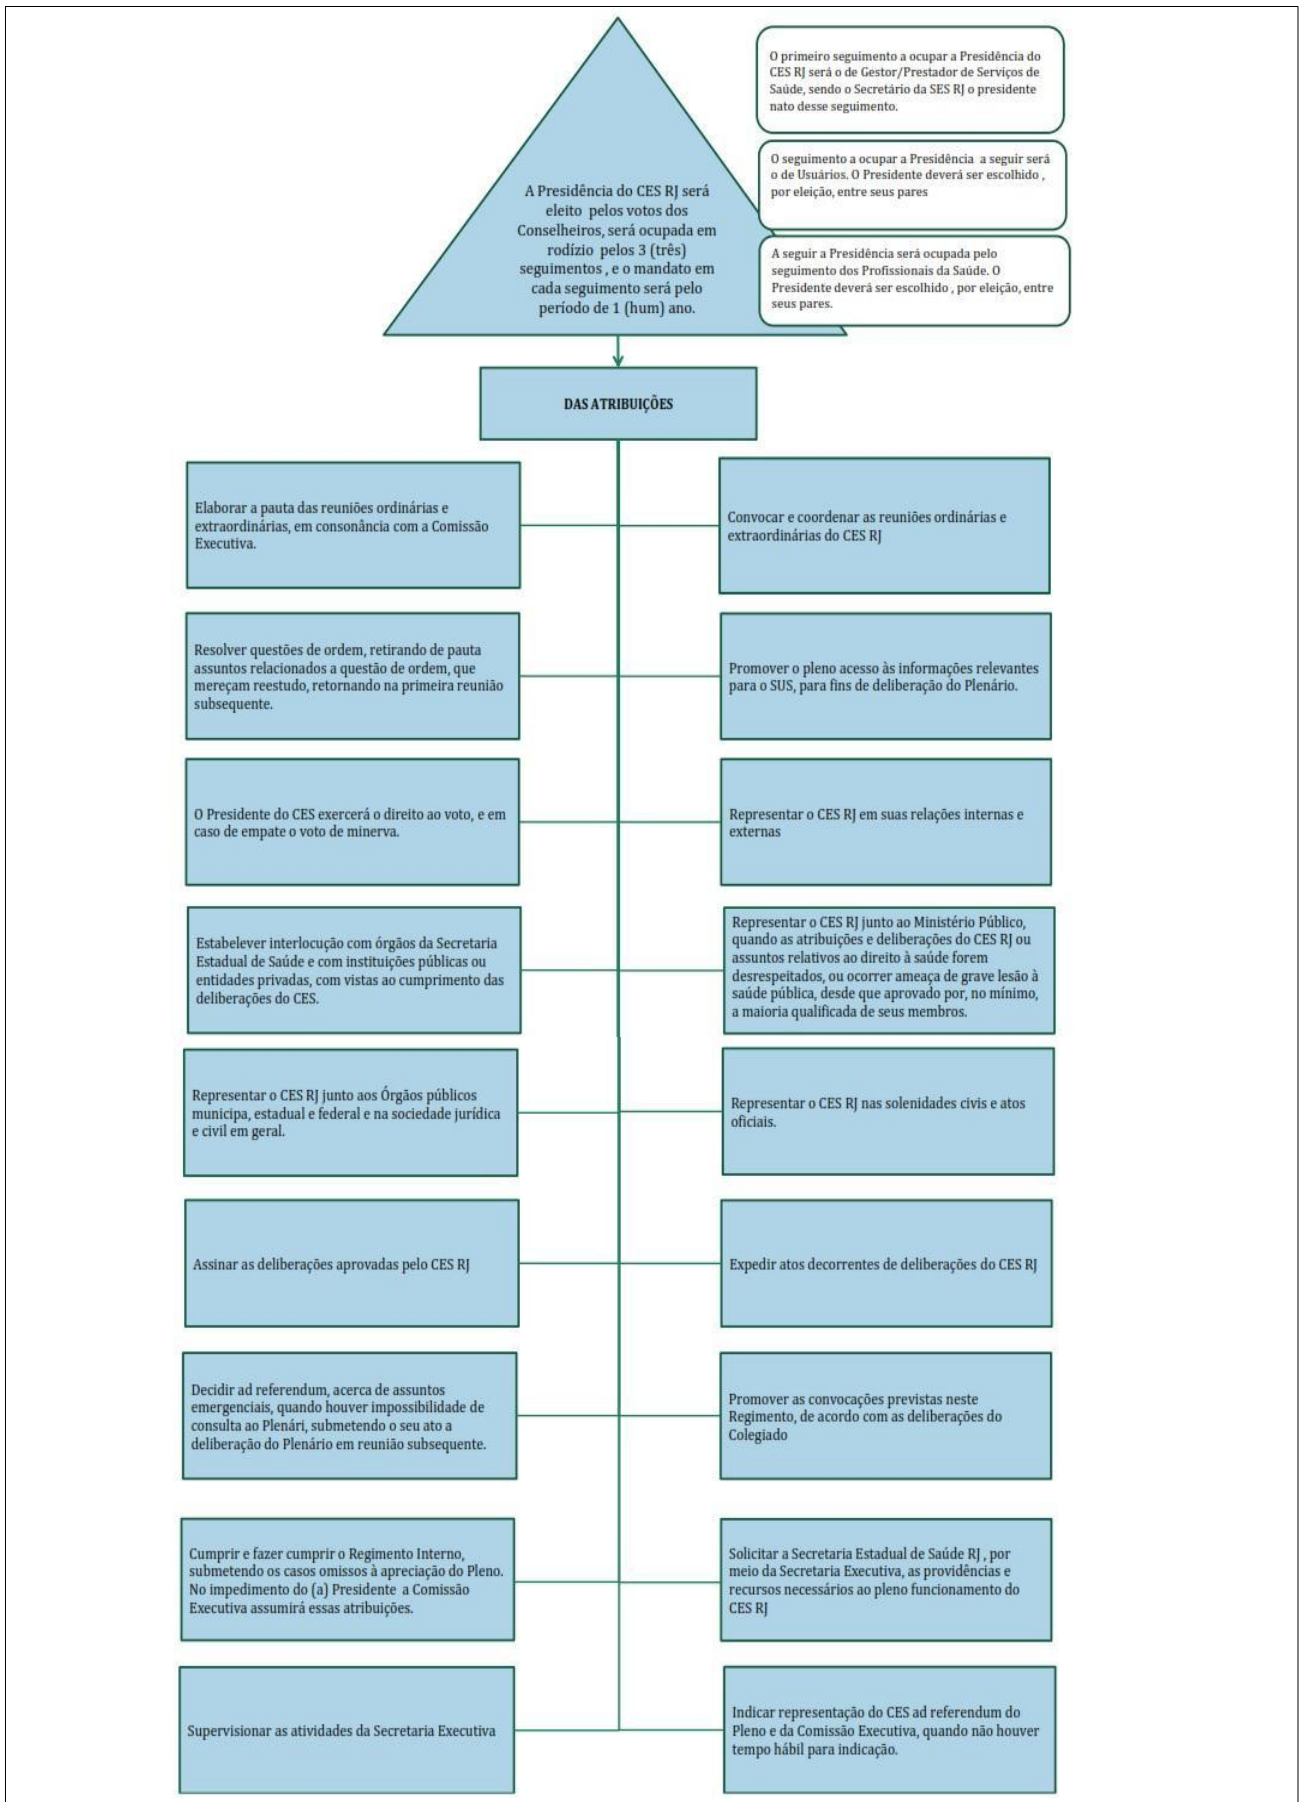 O primeiro seguimento a ocupar a Presidência do
CES RJ será o de Gestor/Prestador de Serviços de
Saúde, sendo o Secretário da SES RJ o presidente
nato desse seguimento.
O seguimento a ocupar a Presidência a seguir será
o de Usuários. O Presidente deverá ser escolhido ,
por eleição, entre seus pares
A seguir a Presidência será ocupada pelo
seguimento dos Profissionais da Saúde. O
Presidente deverá ser escolhido , por eleição, entre
seus pares.
A Presidência do CES RJ será
eleito pelos votos dos
Conselheiros, será ocupada em
rodízio pelos 3 (três)
seguimentos , e o mandato em
cada seguimento será pelo
período de 1 (hum) ano.
DAS ATRIBUIÇÕES
Elaborar a pauta das reuniões ordinárias e
extraordinárias, em consonância com a Comissão
Executiva.
Convocar e coordenar as reuniões ordinárias e
extraordinárias do CES RJ
Resolver questões de ordem, retirando de pauta
assuntos relacionados a questão de ordem, que
mereçam reestudo, retornando na primeira reunião
subsequente.
Promover o pleno acesso às informações relevantes
para o SUS, para fins de deliberação do Plenário.
O Presidente do CES exercerá o direito ao voto, e em
caso de empate o voto de minerva.
Representar o CES RJ em suas relações internas e
externas
Estabelever interlocução com órgãos da Secretaria
Estadual de Saúde e com instituições públicas ou
entidades privadas, com vistas ao cumprimento das
deliberações do CES.
Representar o CES RJ junto ao Ministério Público,
quando as atribuições e deliberações do CES RJ ou
assuntos relativos ao direito à saúde forem
desrespeitados, ou ocorrer ameaça de grave lesão à
saúde pública, desde que aprovado por, no mínimo,
a maioria qualificada de seus membros.
Representar o CES RJ junto aos Órgãos públicos
municipa, estadual e federal e na sociedade jurídica
e civil em geral.
Representar o CES RJ nas solenidades civis e atos
oficiais.
Assinar as deliberações aprovadas pelo CES RJ
Expedir atos decorrentes de deliberações do CES RJ
Decidir ad referendum, acerca de assuntos
emergenciais, quando houver impossibilidade de
consulta ao Plenári, submetendo o seu ato a
deliberação do Plenário em reunião subsequente.
Promover as convocações previstas neste
Regimento, de acordo com as deliberações do
Colegiado
Cumprir e fazer cumprir o Regimento Interno,
submetendo os casos omissos à apreciação do Pleno.
No impedimento do (a) Presidente a Comissão
Executiva assumirá essas atribuições.
Solicitar a Secretaria Estadual de Saúde RJ , por
meio da Secretaria Executiva, as providências e
recursos necessários ao pleno funcionamento do
CES RJ
Supervisionar as atividades da Secretaria Executiva
Indicar representação do CES ad referendum do
Pleno e da Comissão Executiva, quando não houver
tempo hábil para indicação.